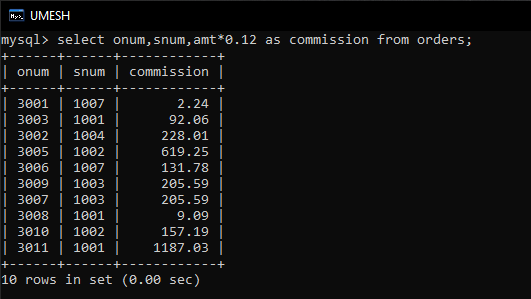 UMESH
mysql> select onum,snum,amt*0.12 as commission from orders;
+------+------+------------+
| onum | snum | commission |
+------+------+------------+
| 3001 | 1007 |       2.24 |
| 3003 | 1001 |      92.06 |
| 3002 | 1004 |     228.01 |
| 3005 | 1002 |     619.25 |
| 3006 | 1007 |     131.78 |
| 3009 | 1003 |     205.59 |
| 3007 | 1003 |     205.59 |
| 3008 | 1001 |       9.09 |
| 3010 | 1002 |     157.19 |
| 3011 | 1001 |    1187.03 |
+------+------+------------+
10 rows in set (0.00 sec)